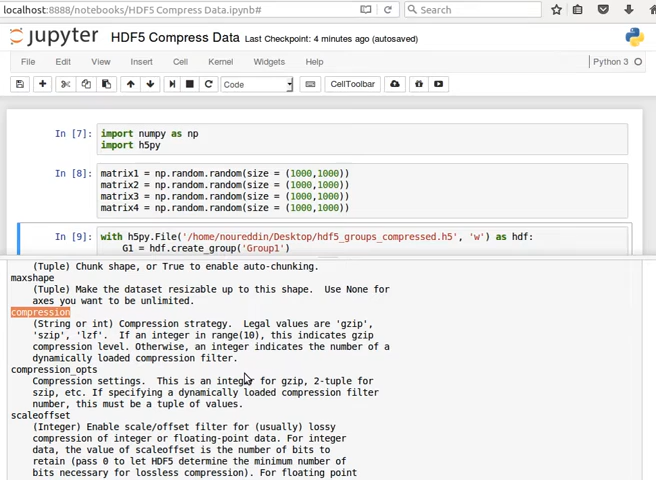 localhost:8888/notebooks/HDF5 Compress Data.ipynb#
Search
jupyter HDF5 Compress Data Last Checkpoint: 4 minutes ago (autosaved)
File Edit View Insert Cell Kernel Widgets Help Python 3
Code CellToolbar
In [7]: import numpy as np
import h5py
In [8]: matrix1 = np.random.random(size = (1000,1000))
matrix2 = np.random.random(size = (1000,1000))
matrix3 = np.random.random(size = (1000,1000))
matrix4 = np.random.random(size = (1000,1000))
In [9]: with h5py.File('/home/noureddin/Desktop/hdf5_groups_compressed.h5', 'w') as hdf:
G1 = hdf.create_group('Group1')
(Tuple) Chunk shape, or True to enable auto-chunking.
maxshape
(Tuple) Make the dataset resizable up to this shape. Use None for
axes you want to be unlimited.
compression
(String or int) Compression strategy. Legal values are 'gzip',
'szip', 'lzf'. If an integer in range(10), this indicates gzip
compression level. Otherwise, an integer indicates the number of a
dynamically loaded compression filter.
compression_opts
Compression settings. This is an integer for gzip, 2-tuple for
szip, etc. If specifying a dynamically loaded compression filter
number, this must be a tuple of values.
scaleoffset
(Integer) Enable scale/offset filter for (usually) lossy
compression of integer or floating-point data. For integer
data, the value of scaleoffset is the number of bits to
retain (pass 0 to let HDF5 determine the minimum number of
bits necessary for lossless compression). For floating point